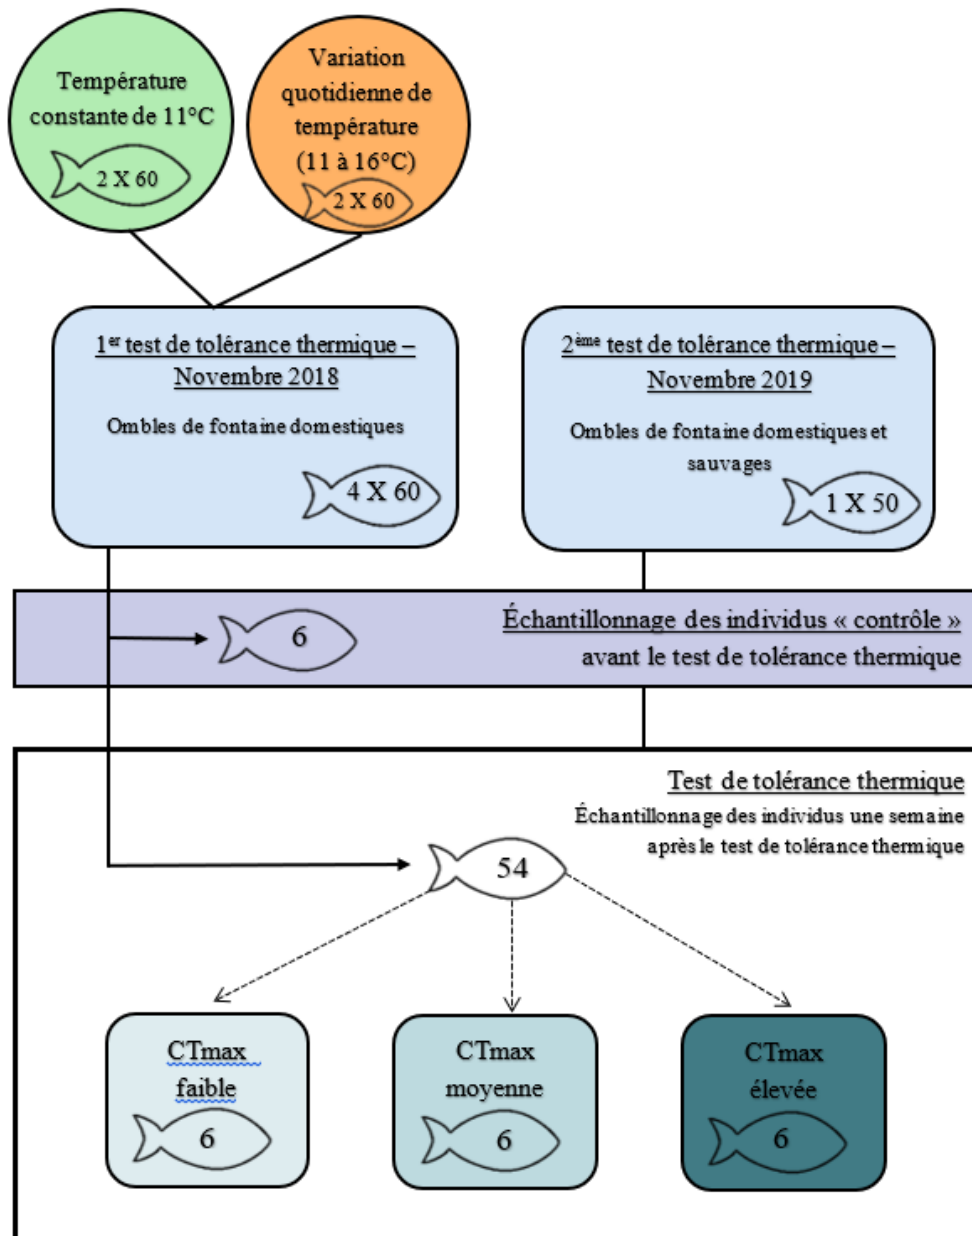 Température
constante de 11°C
2 X 60
Variation
quotidienne de
température
(11 à 16°C)
2 X 60
1er test de tolérance thermique –
Novembre 2018
Ombles de fontaine domestiques
4 X 60
2ème test de tolérance thermique –
Novembre 2019
Ombles de fontaine domestiques et
sauvages
1 X 50
6
Échantillonnage des individus « contrôle »
avant le test de tolérance thermique
Test de tolérance thermique
Échantillonnage des individus une semaine
après le test de tolérance thermique
54
CTmax
faible
6
CTmax
moyenne
6
CTmax
élevée
6